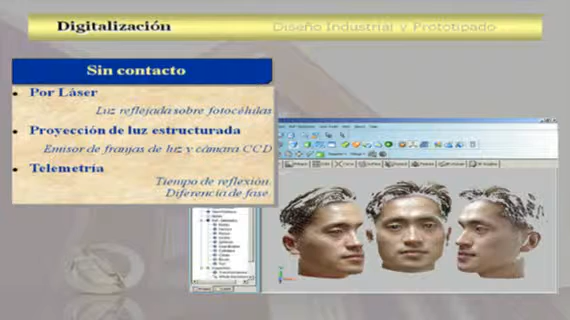 Digitalización
Diseño Industrial y Prototipado
Sin contacto
Por Láser
Luz reflejada sobre fotocélulas
Proyección de luz estructurada
Emisor de franjas de luz y cámara CCD
Telemetría
Tiempo de reflexión.
Diferencia de fase.